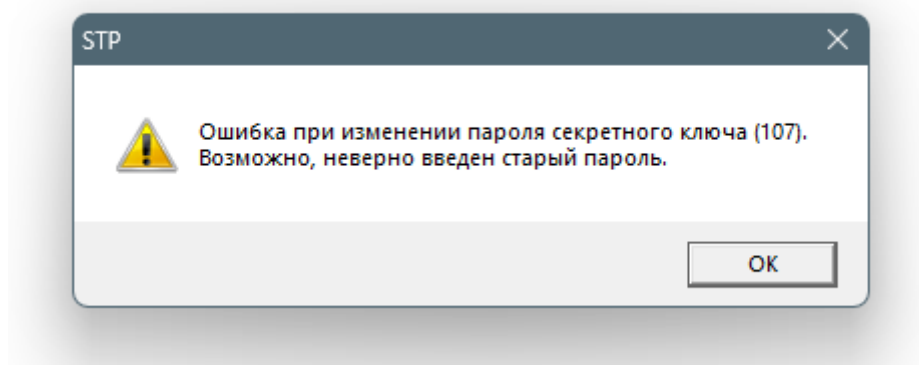 STP
Ошибка при изменении пароля секретного ключа (107).
Возможно, неверно введен старый пароль.
OK